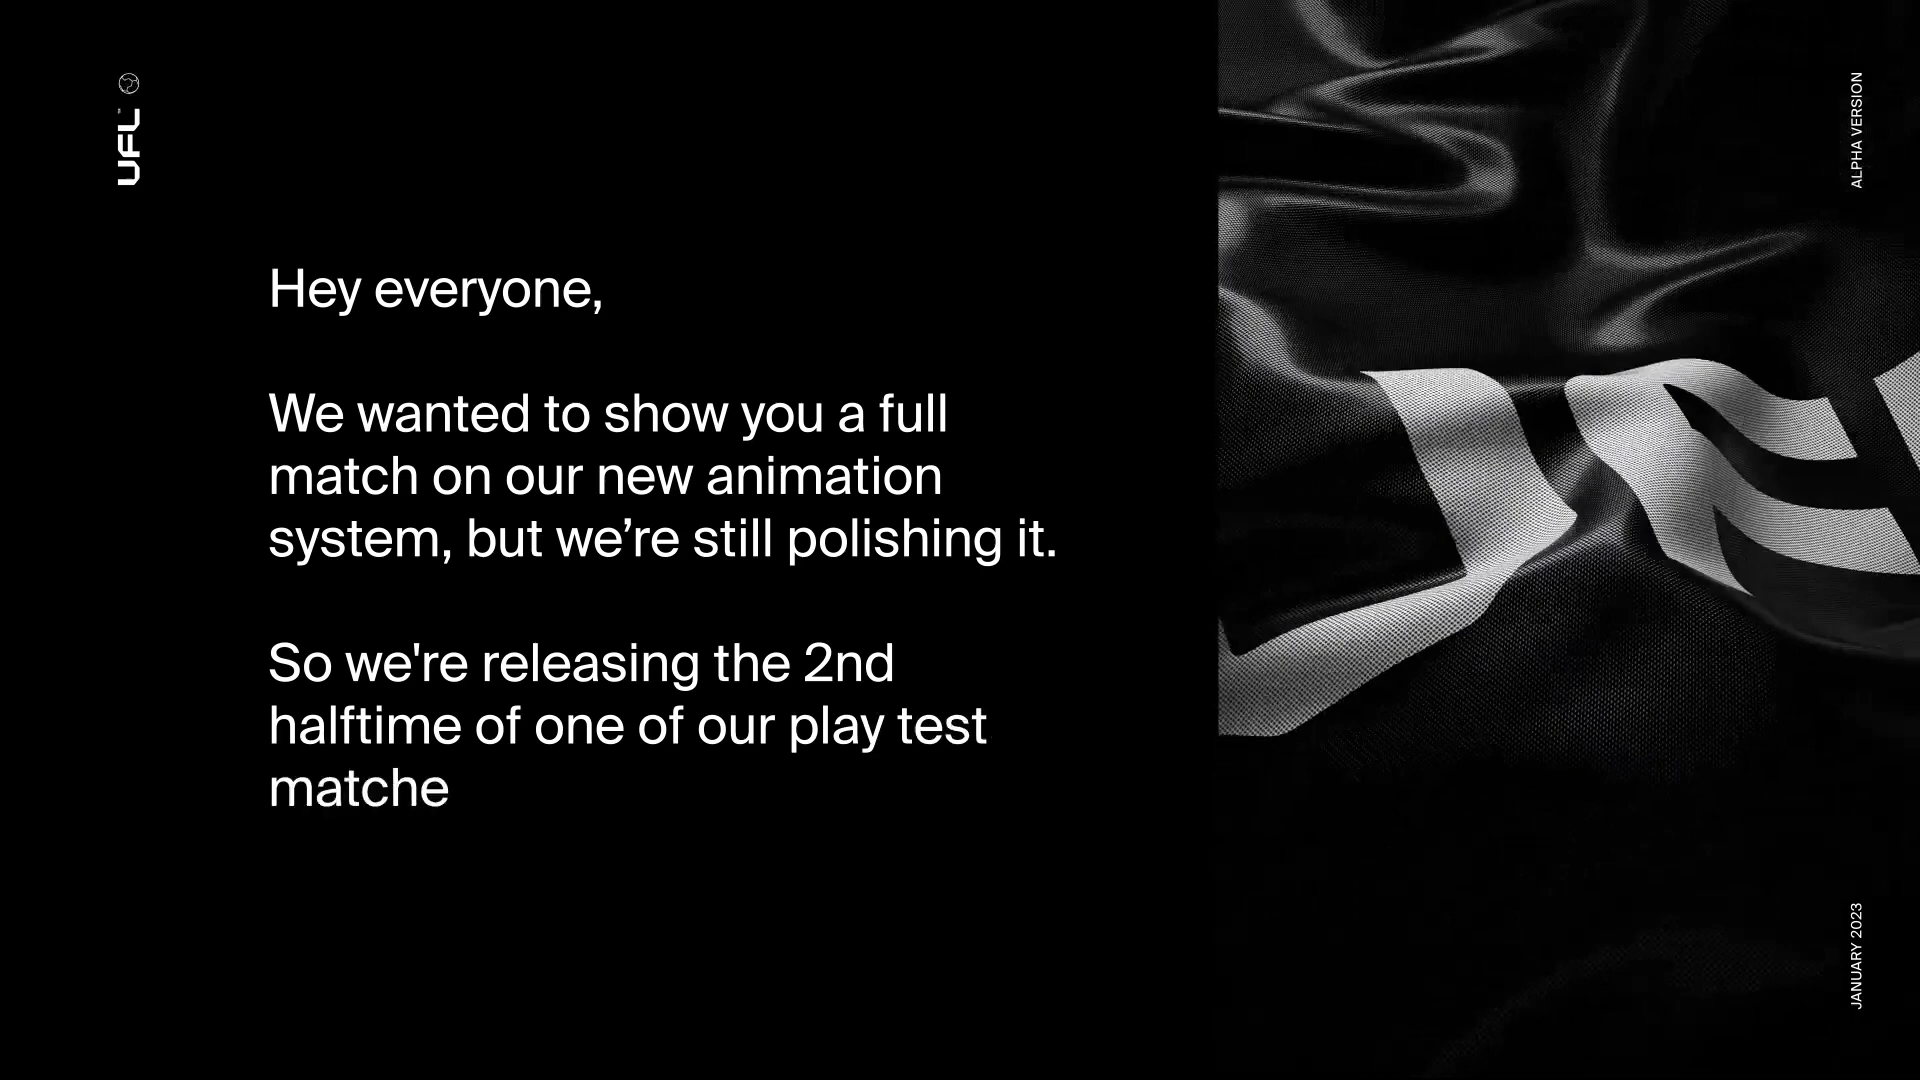 UFL™
ALPHA VERSION
Hey everyone,
We wanted to show you a full
match on our new animation
system, but we’re still polishing it.
So we're releasing the 2nd
halftime of one of our play test
matche
JANUARY 2023